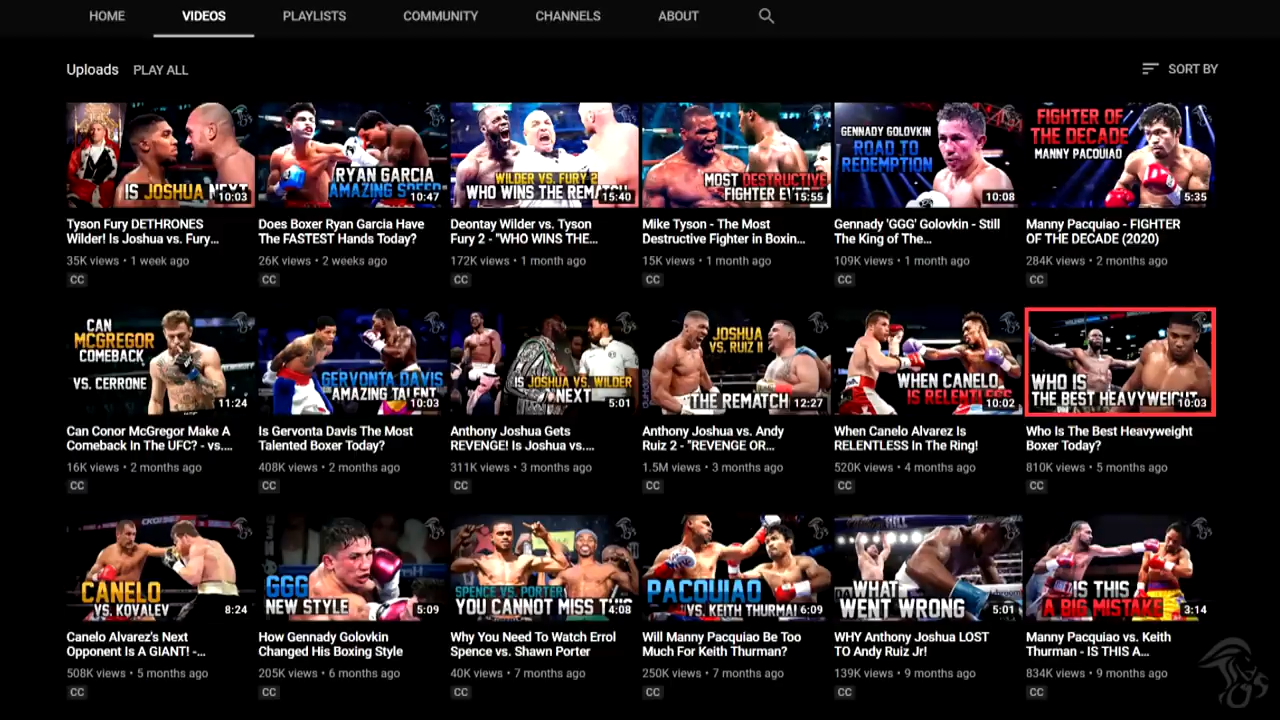 HOME VIDEOS PLAYLISTS COMMUNITY CHANNELS ABOUT
Uploads PLAY ALL SORT BY
IS JOSHUA NEXT
10:03
RYAN GARCIA
AMAZING SPEED
10:47
WILDER VS. FURY 2
WHO WINS THE REMATCH
15:40
MOST DESTRUCTIVE
FIGHTER
15:55
GENNADY GOLOVKIN
ROAD TO
REDEMPTION
10:08
FIGHTER OF
THE DECADE
MANNY PACQUIAO
5:35
Tyson Fury DETHRONES
Wilder! Is Joshua vs. Fury...
35K views • 1 week ago
CC
Does Boxer Ryan Garcia Have
The FASTEST Hands Today?
26K views • 2 weeks ago
CC
Deontay Wilder vs. Tyson
Fury 2 - "WHO WINS THE...
172K views • 1 month ago
CC
Mike Tyson - The Most
Destructive Fighter in Boxin...
15K views • 1 month ago
CC
Gennady 'GGG' Golovkin - Still
The King of The...
109K views • 1 month ago
CC
Manny Pacquiao - FIGHTER
OF THE DECADE (2020)
284K views • 2 months ago
CC
CAN
MCGREGOR
COMEBACK
VS. CERRONE
11:24
GERVONTA DAVIS
AMAZING TALENT
10:03
IS JOSHUA VS. WILDER
NEXT
5:01
JOSHUA
VS. RUIZ II
THE REMATCH
12:27
WHEN CANELO
IS RELENTLESS
10:02
WHO IS
THE BEST HEAVYWEIGHT
10:03
Can Conor McGregor Make A
Comeback In The UFC? - vs....
16K views • 2 months ago
CC
Is Gervonta Davis The Most
Talented Boxer Today?
408K views • 2 months ago
CC
Anthony Joshua Gets
REVENGE! Is Joshua vs....
311K views • 3 months ago
CC
Anthony Joshua vs. Andy
Ruiz 2 - "REVENGE OR...
1.5M views • 3 months ago
CC
When Canelo Alvarez Is
RELENTLESS In The Ring!
520K views • 4 months ago
CC
Who Is The Best Heavyweight
Boxer Today?
810K views • 5 months ago
CC
CANELO
VS. KOVALEV
8:24
GGG
NEW STYLE
5:09
SPENCE VS. PORTER
YOU CANNOT MISS THIS
4:08
PACQUIAO
VS. KEITH THURMAN
6:09
WHAT
WENT WRONG
5:01
IS THIS
A BIG MISTAKE
3:14
Canelo Alvarez's Next
Opponent Is A GIANT! -...
508K views • 5 months ago
CC
How Gennady Golovkin
Changed His Boxing Style
205K views • 6 months ago
CC
Why You Need To Watch Errol
Spence vs. Shawn Porter
40K views • 7 months ago
CC
Will Manny Pacquiao Be Too
Much For Keith Thurman?
250K views • 7 months ago
CC
WHY Anthony Joshua LOST
TO Andy Ruiz Jr!
139K views • 9 months ago
CC
Manny Pacquiao vs. Keith
Thurman - IS THIS A...
834K views • 9 months ago
CC